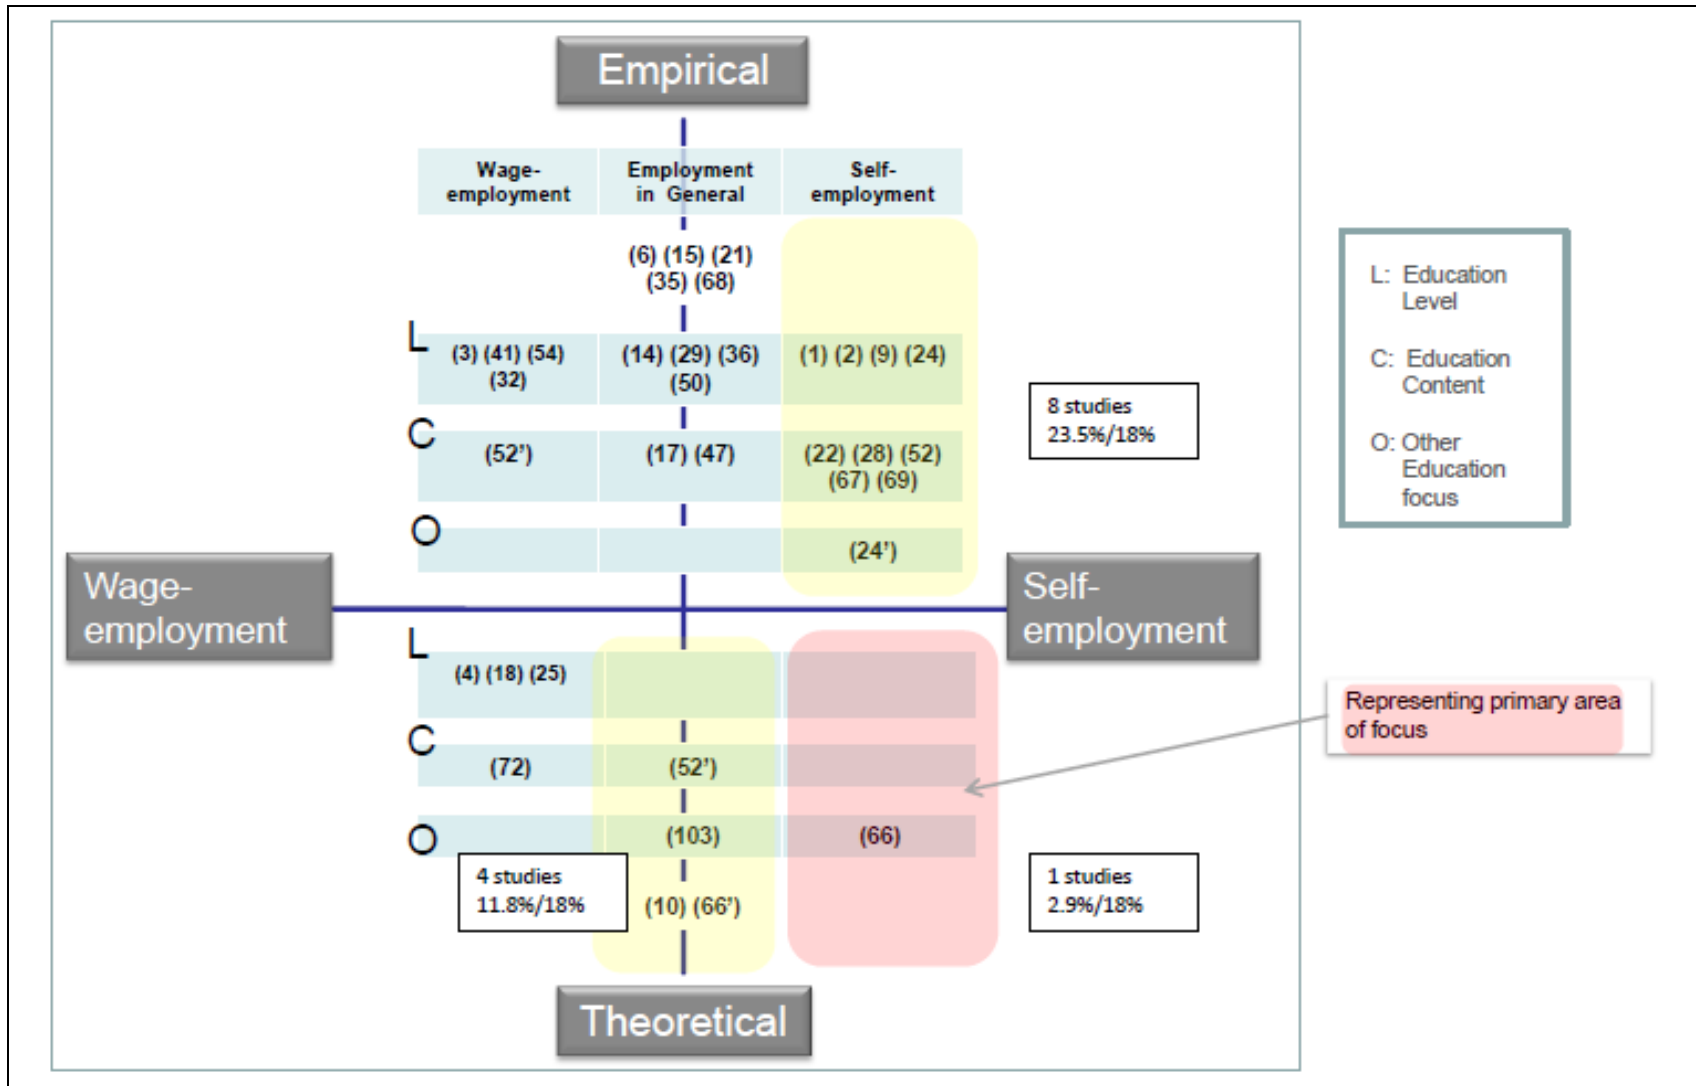 Empirical
Wage-
employment
Employment
in General
Self-
employment
(6) (15) (21)
(35) (68)
L
(3) (41) (54)
(32)
(14) (29) (36)
(50)
(1) (2) (9) (24)
C
(52’)
(17) (47)
(22) (28) (52)
(67) (69)
O
(24’)
8 studies
23.5%/18%
L: Education
Level
C: Education
Content
O: Other
Education
focus
Wage-
employment
Self-
employment
L
(4) (18) (25)
C
(72)
(52’)
O
(103)
(66)
4 studies
11.8%/18%
(10) (66’)
1 studies
2.9%/18%
Representing primary area
of focus
Theoretical